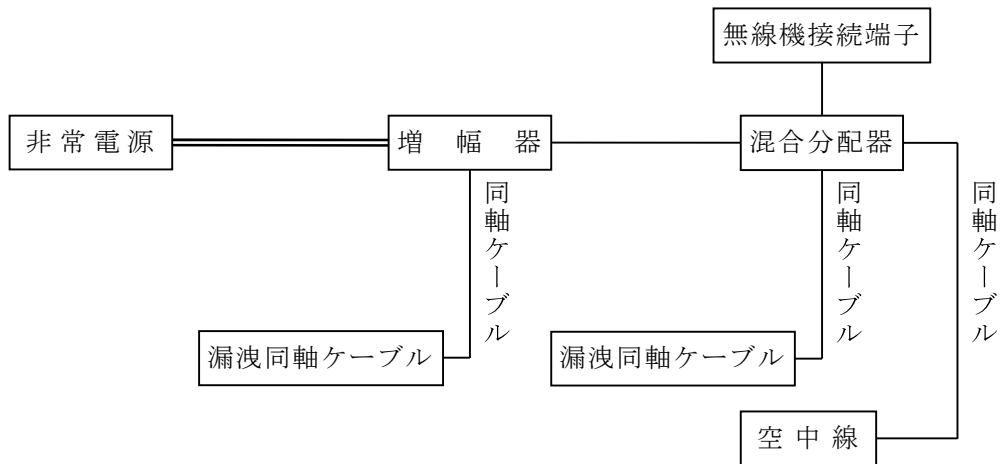 無線機接続端子
非常電源
増幅器
混合分配器
同軸ケーブル
同軸ケーブル
同軸ケーブル
漏洩同軸ケーブル
漏洩同軸ケーブル
空中線